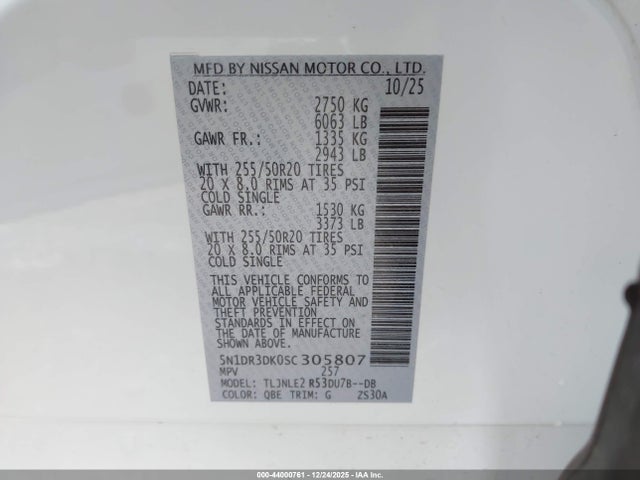 MFD BY NISSAN MOTOR CO., LTD.
DATE: 10/25
GVWR: 2750 KG
6063 LB
GAWR FR.: 1335 KG
2943 LB
WITH 255/50R20 TIRES
20 X 8.0 RIMS AT 35 PSI
COLD SINGLE
GAWR RR.: 1530 KG
3373 LB
WITH 255/50R20 TIRES
20 X 8.0 RIMS AT 35 PSI
COLD SINGLE
THIS VEHICLE CONFORMS TO
ALL APPLICABLE FEDERAL
MOTOR VEHICLE SAFETY AND
THEFT PREVENTION
STANDARDS IN EFFECT ON THE
DATE OF MANUFACTURE
SHOWN ABOVE.
5N1DR3DK0SC305807
MPV 257
MODEL: TLJNLE2 R53DU7B--DB
COLOR: QBE TRIM: G 2S30A
000-44000761 - 12/24/2025 - IAA Inc.